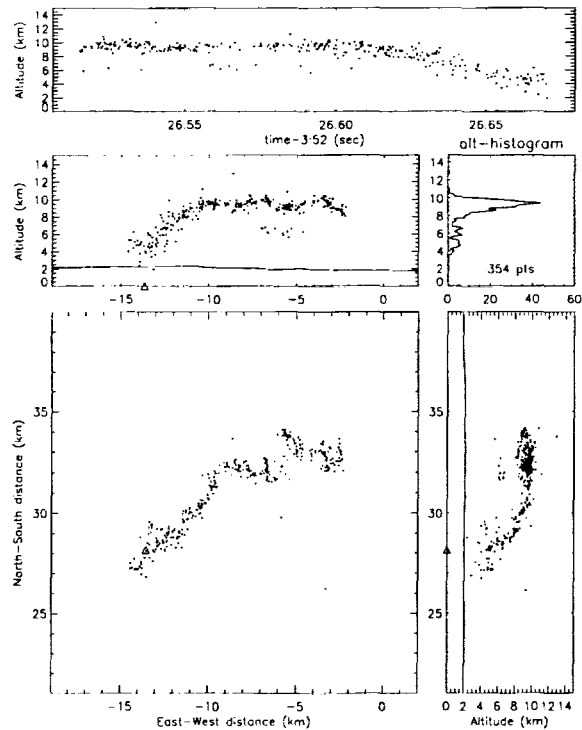 Altitude (km)
14
12
10
8
6
4
2
0
26.55 26.60 26.65
time-3:52 (sec)
alt-histogram
Altitude (km)
14
12
10
8
6
4
2
0
-15 -10 -5 0
14
12
10
8
6
4
2
0
354 pts
0 20 40 60
North-South distance (km)
35
30
25
-15 -10 -5 0
East-West distance (km)
0 2 4 6 8 10 12 14
Altitude (km)